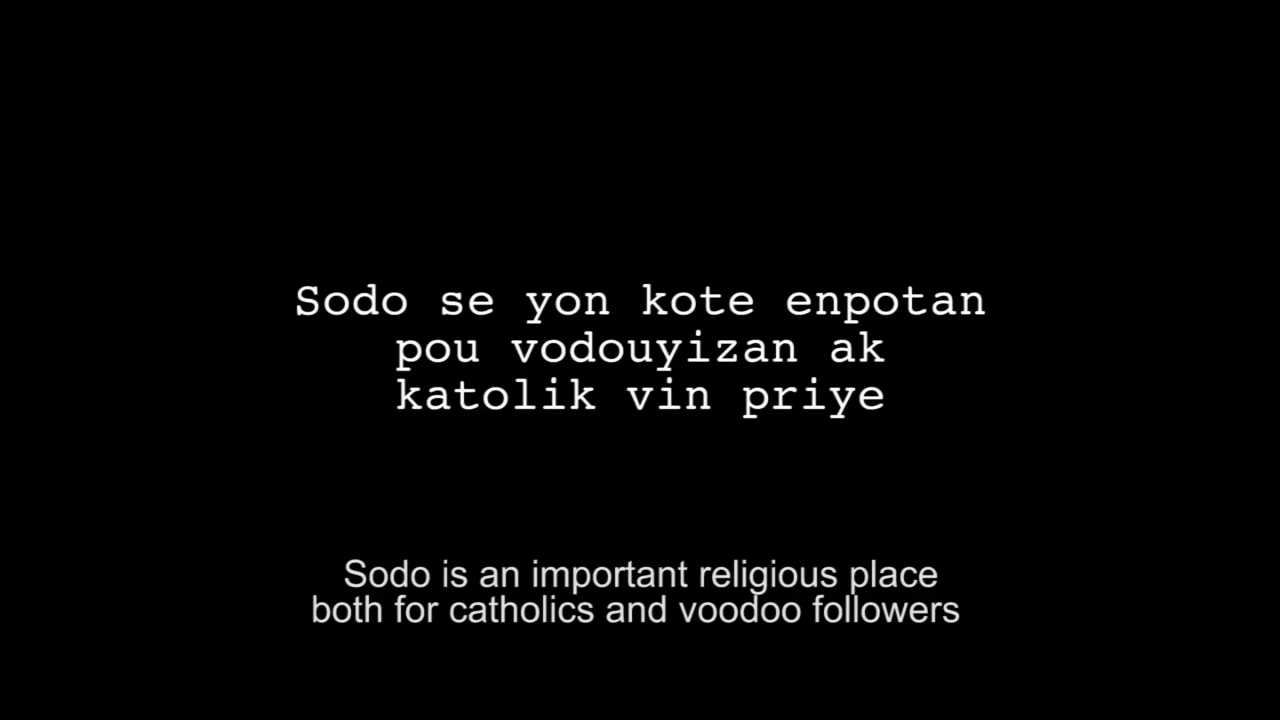 Sodo se yon kote enpotan
pou vodouyizan ak
katolik vin priye
Sodo is an important religious place
both for catholics and voodoo followers